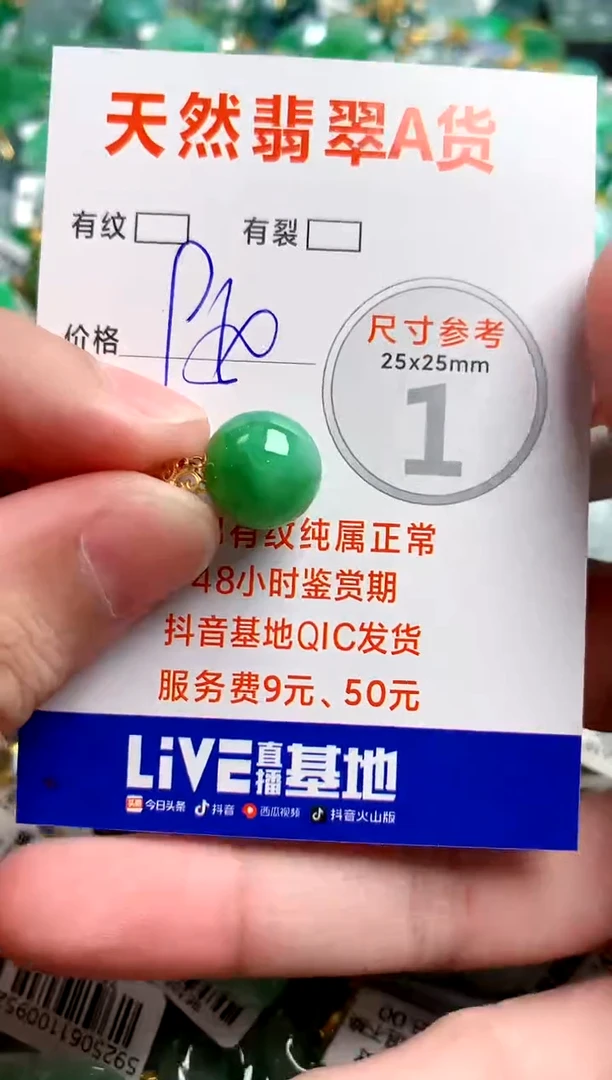 天然翡翠A货
有纹 有裂
价格
尺寸参考
25x25mm
1
有纹纯属正常
48小时鉴赏期
抖音基地QIC发货
服务费9元、50元
LiVE直播基地
头条 今日头条 抖音 西瓜视频 抖音火山版